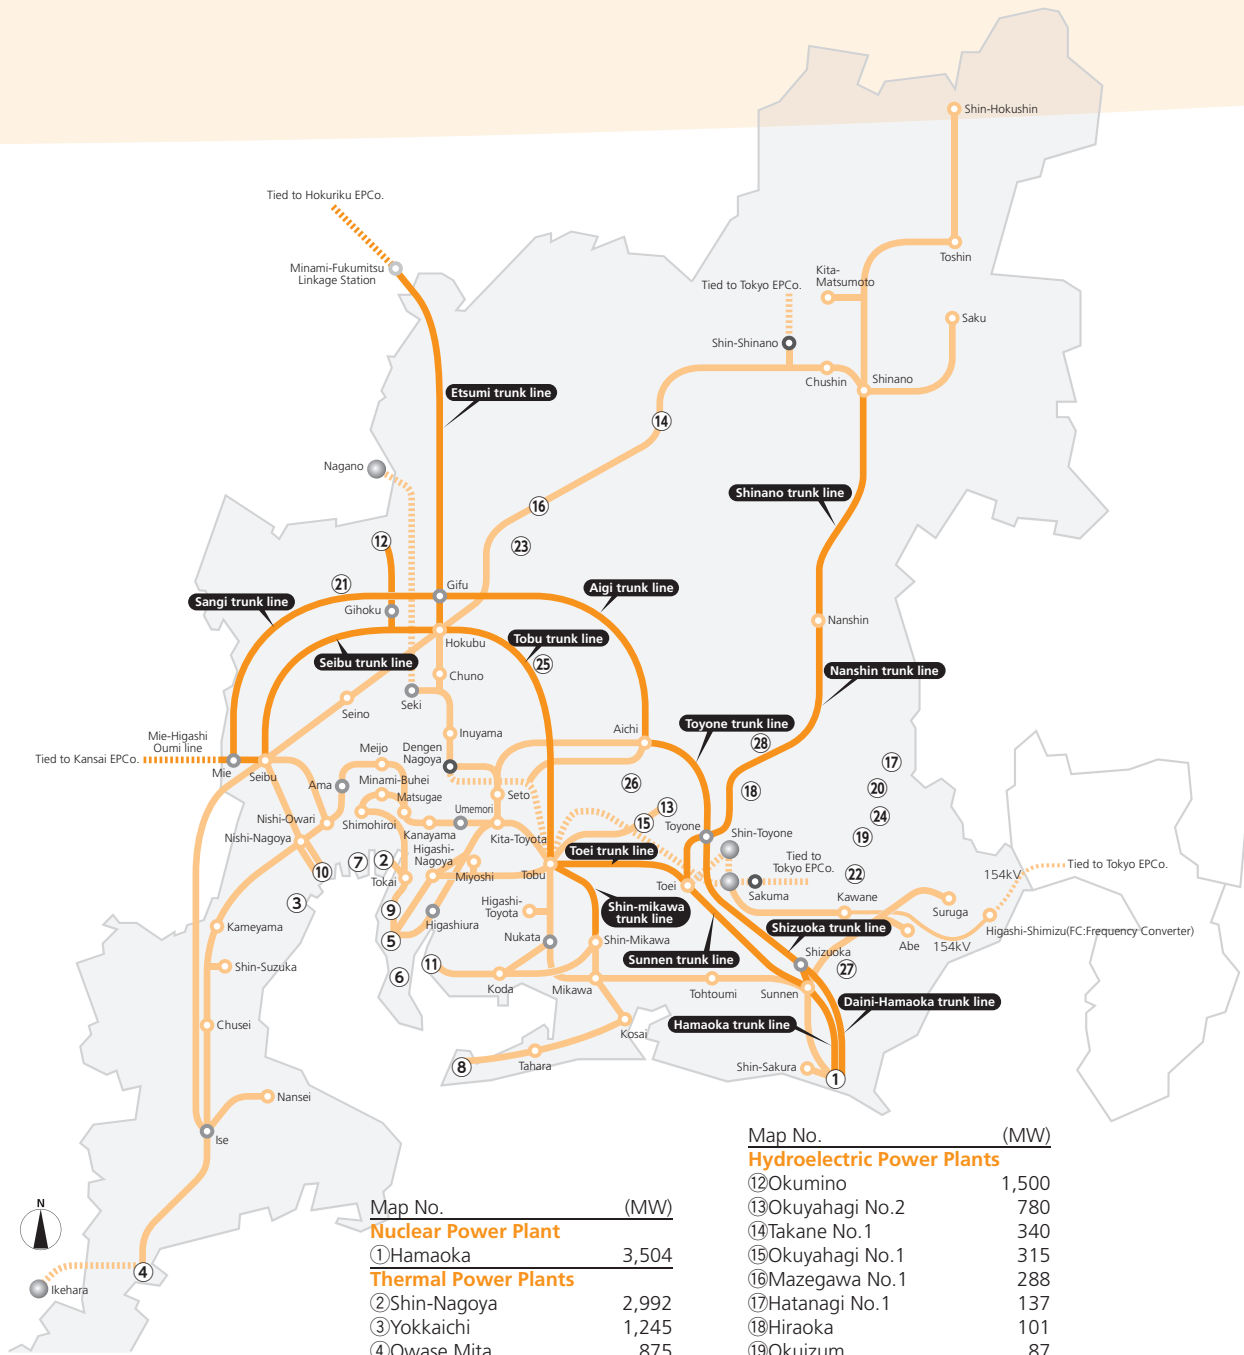 Shin-Hokushin
Tied to Hokuriku EPCo.
Toshin
Minami-Fukumitsu
Linkage Station
Kita-
Matsumoto
Tied to Tokyo EPCo.
Saku
Shin-Shinano
Chushin
Shinano
Etsumi trunk line
14
Nagano
Shinano trunk line
16
12
23
21
Gifu
Aigi trunk line
Sangi trunk line
Gihoku
Nanshin
Hokubu
Tobu trunk line
Seibu trunk line
25
Nanshin trunk line
Chuno
Seki
Seino
Toyone trunk line
Aichi
Inuyama
Mie-Higashi
Oumi line
Tied to Kansai EPCo.
Mie
Seibu
Meijo
Dengen
Nagoya
28
17
Ama
Minami-Buhei
Matsugae
Seto
26
18
20
Umemori
13
Nishi-Owari
Shimohiroi
Kanayama
Kita-Toyota
15
Toyone
Shin-Toyone
24
19
Nishi-Nagoya
Higashi-
Nagoya
Toei trunk line
7
2
Tied to
Tokyo EPCo.
Tied to Tokyo EPCo.
10
Tokai
Miyoshi
Tobu
Toei
Sakuma
22
154kV
3
9
Higashi-
Toyota
Shin-mikawa
trunk line
Kawane
Suruga
Kameyama
Higashiura
Shizuoka trunk line
Abe
154kV
Higashi-Shimizu(FC:Frequency Converter)
5
Nukata
Shin-Mikawa
Sunnen trunk line
Shizuoka
Shin-Suzuka
11
6
27
Koda
Mikawa
Tohtoumi
Sunnen
Daini-Hamaoka trunk line
Chusei
Kosai
Hamaoka trunk line
8
Tahara
Shin-Sakura
1
Nansei
Ise
N
4
Ikehara
Map No. (MW)
Nuclear Power Plant
①Hamaoka 3,504
Thermal Power Plants
②Shin-Nagoya 2,992
③Yokkaichi 1,245
④Owase Mita 875
Map No. (MW)
Hydroelectric Power Plants
⑫Okumino 1,500
⑬Okuyahagi No.2 780
⑭Takane No.1 340
⑮Okuyahagi No.1 315
⑯Mazegawa No.1 288
⑰Hatanagi No.1 137
⑱Hiraoka 101
⑲Okuizum 87